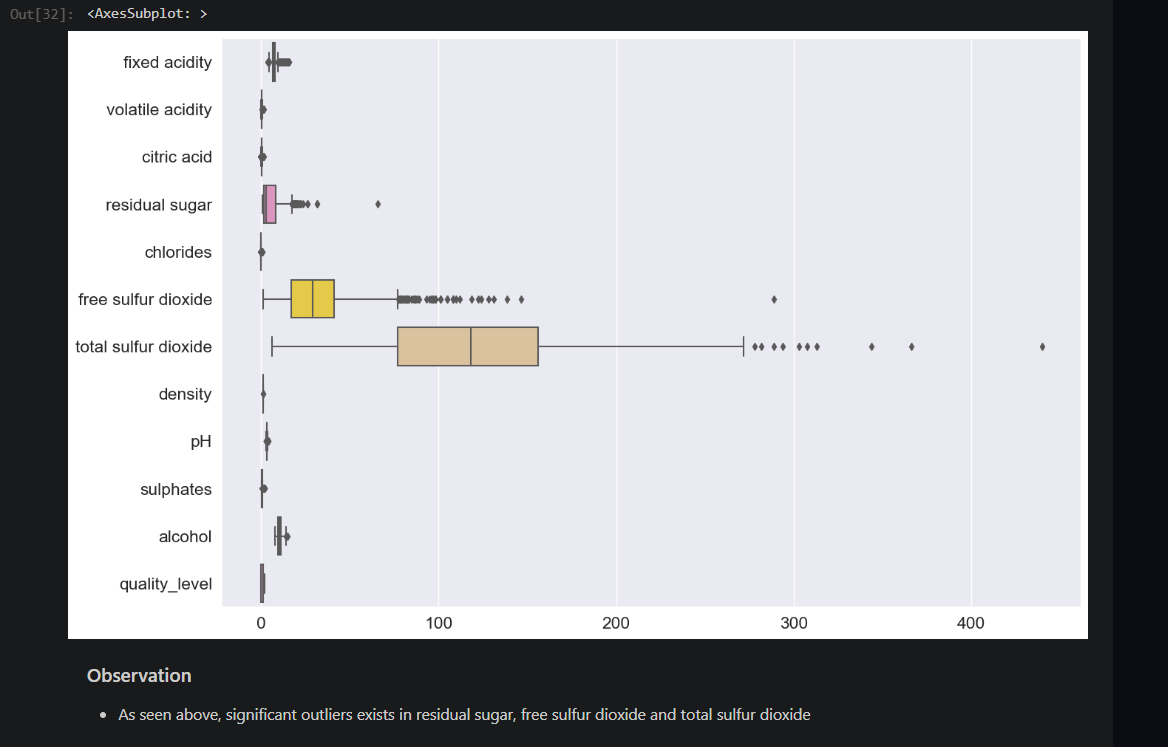 Out[32]: <AxesSubplot: >
fixed acidity
volatile acidity
citric acid
residual sugar
chlorides
free sulfur dioxide
total sulfur dioxide
density
pH
sulphates
alcohol
quality_level
0 100 200 300 400
Observation
• As seen above, significant outliers exists in residual sugar, free sulfur dioxide and total sulfur dioxide